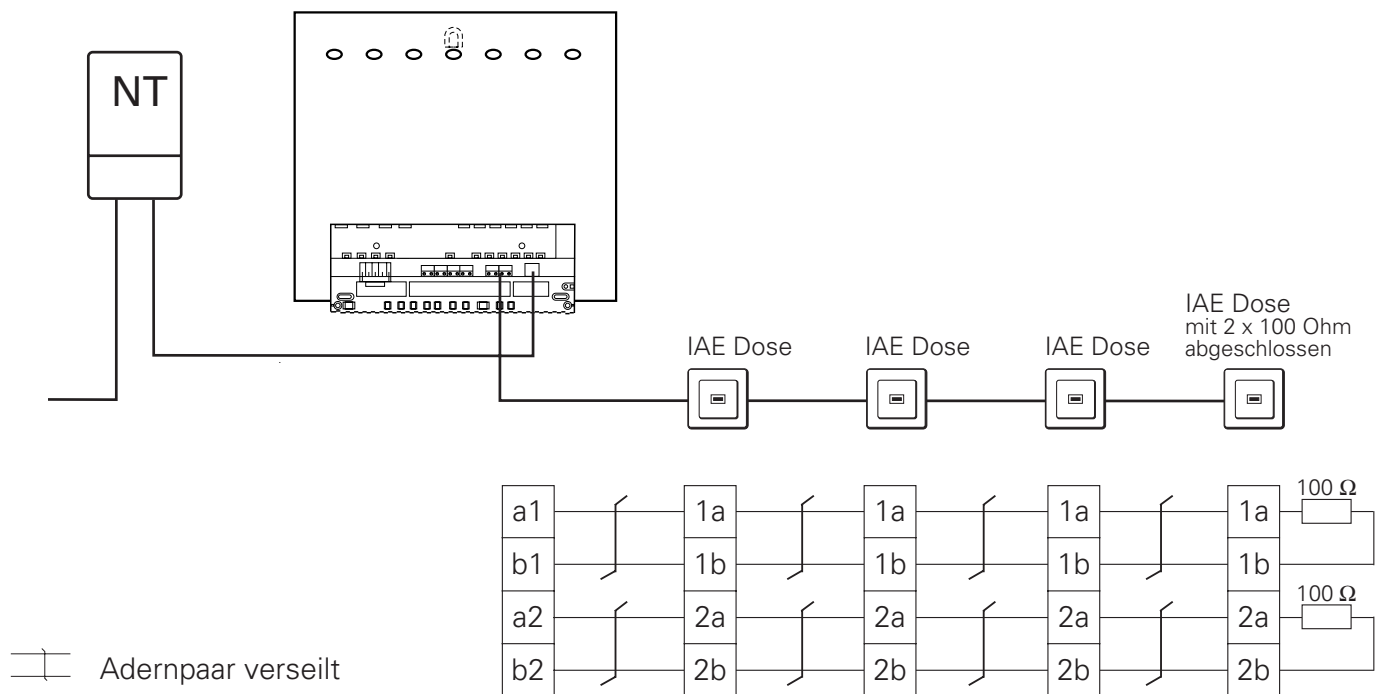 NT
IAE Dose
IAE Dose
IAE Dose
IAE Dose
mit 2 x 100 Ohm
abgeschlossen
a1 1a 1a 1a 1a 100 Ω
b1 1b 1b 1b 1b
a2 2a 2a 2a 2a 100 Ω
b2 2b 2b 2b 2b
Adernpaar verseilt